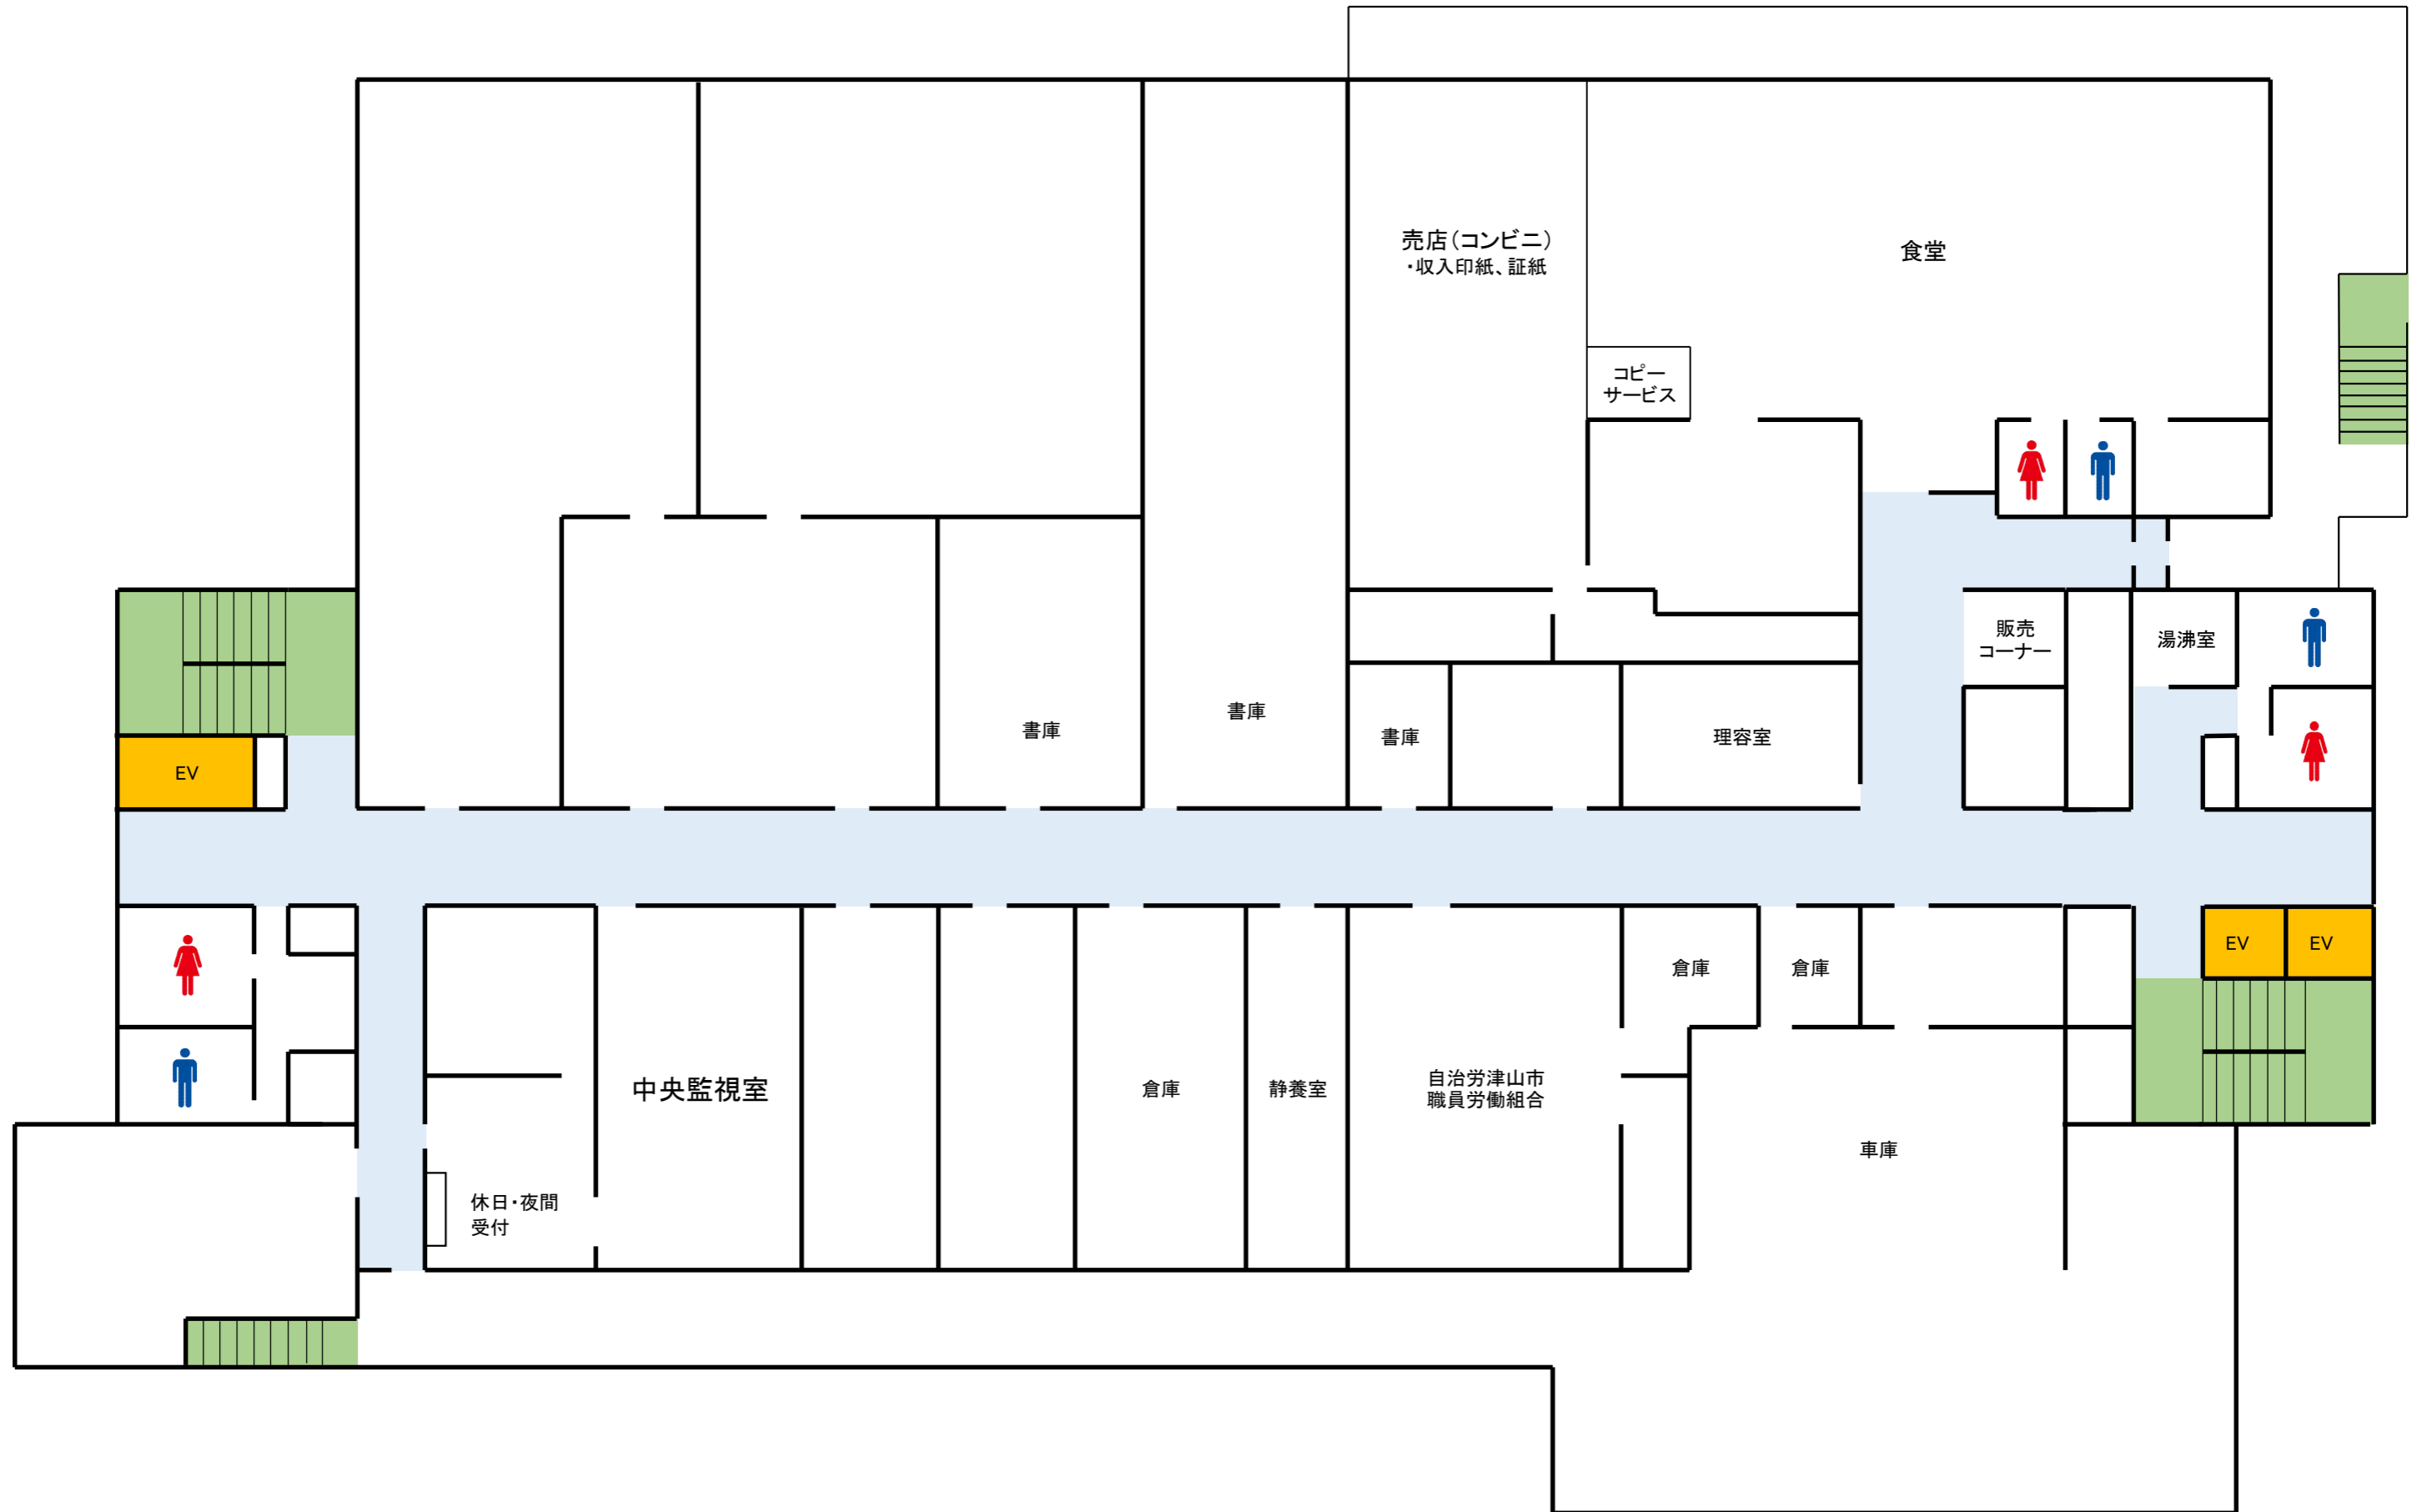 売店(コンビニ)
・収入印紙、証紙
食堂
コピー
サービス
販売
コーナー
湯沸室
書庫
書庫
書庫
理容室
EV
EV
EV
倉庫
倉庫
中央監視室
倉庫
静養室
自治労津山市
職員労働組合
車庫
休日・夜間
受付